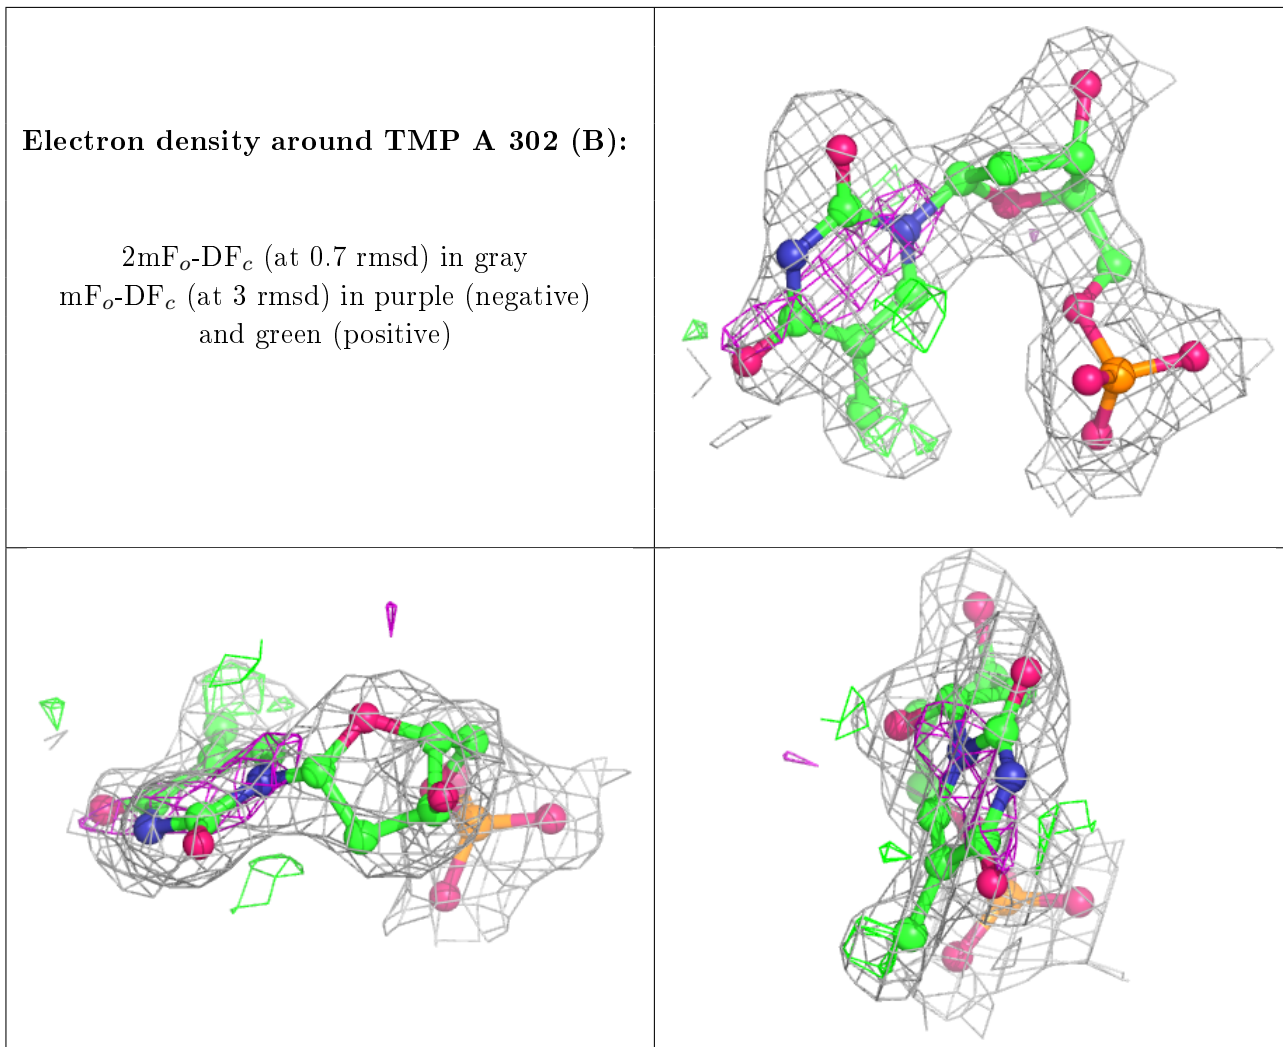 Electron density around TMP A 302 (B):
2mFₒ-DF𝒸 (at 0.7 rmsd) in gray
mFₒ-DF𝒸 (at 3 rmsd) in purple (negative)
and green (positive)